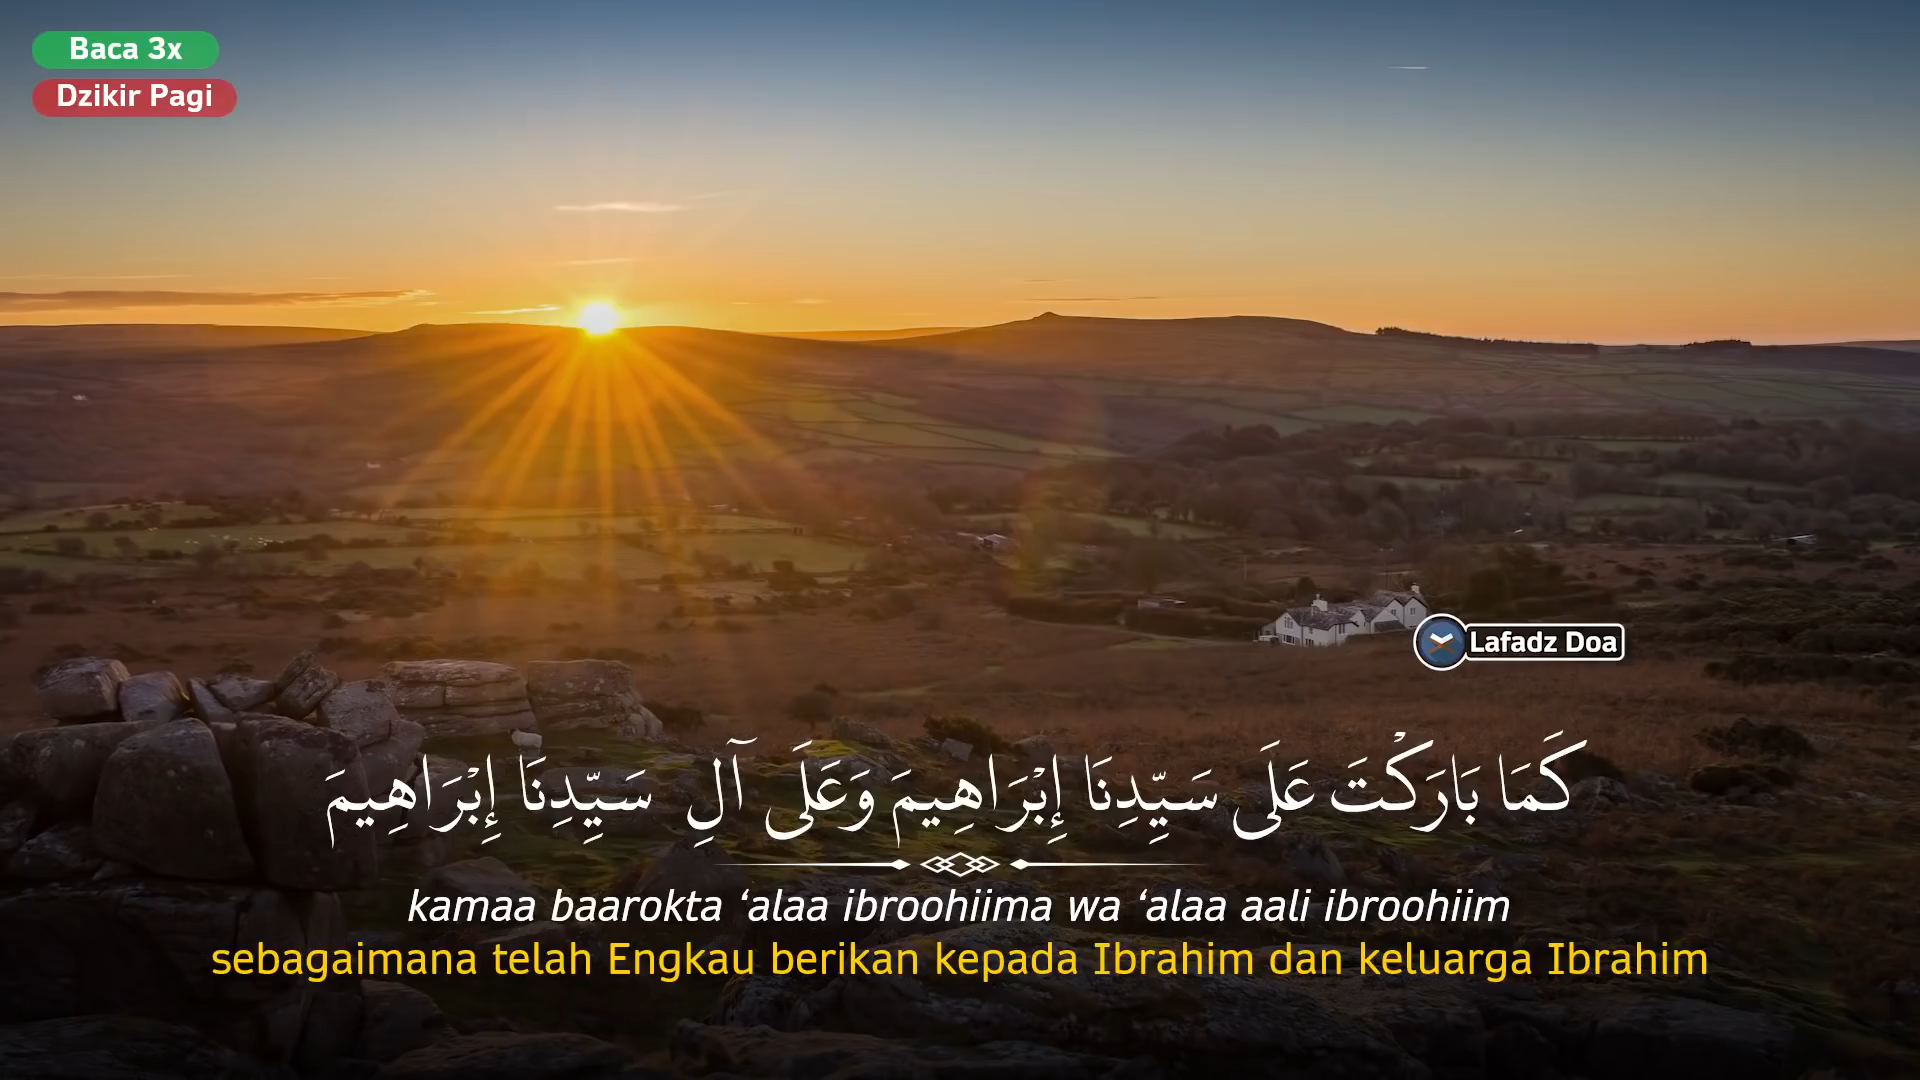 Baca 3x
Dzikir Pagi
Lafadz Doa
كَمَا بَارَكْتَ عَلَى سَيِّدِنَا إِبْرَاهِيمَ وَعَلَى آلِ سَيِّدِنَا إِبْرَاهِيمَ
kamaa baarokta ‘alaa ibroohiima wa ‘alaa aali ibroohiim
sebagaimana telah Engkau berikan kepada Ibrahim dan keluarga Ibrahim